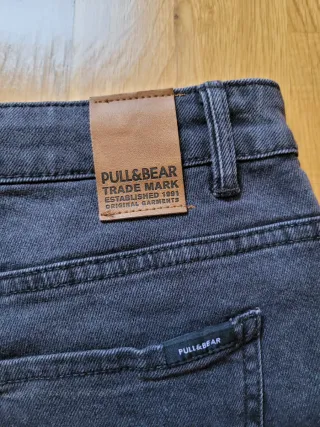 PULL&BEAR
TRADE MARK
ESTABLISHED 1991
ORIGINAL GARMENTS
PULL&BEAR